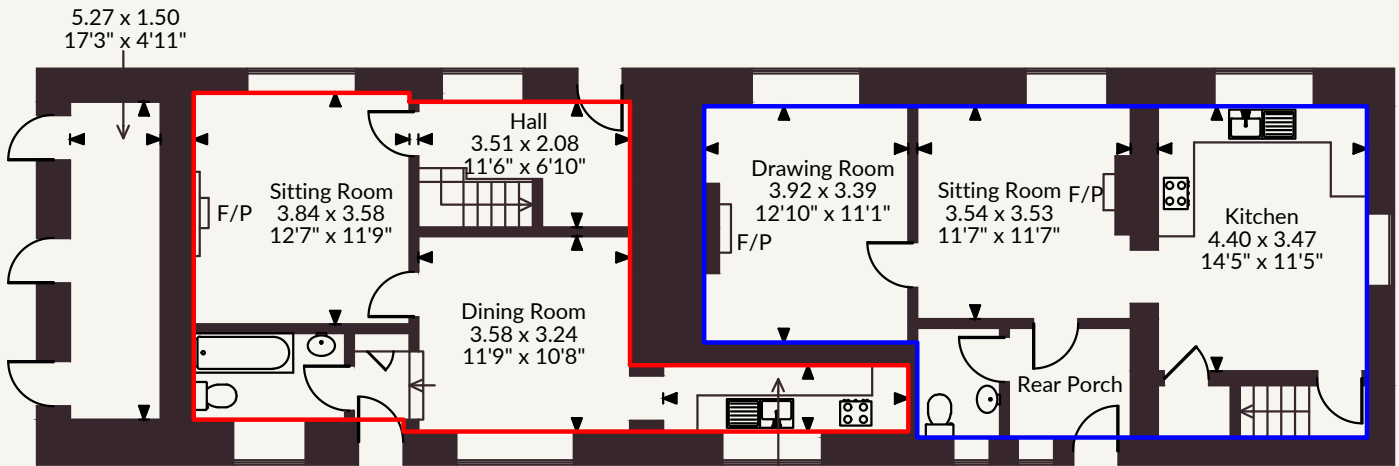 5.27 x 1.50
17'3" x 4'11"
Hall
3.51 x 2.08
11'6" x 6'10"
Sitting Room
3.84 x 3.58
12'7" x 11'9"
F/P
Dining Room
3.58 x 3.24
11'9" x 10'8"
Drawing Room
3.92 x 3.39
12'10" x 11'1"
F/P
Sitting Room
3.54 x 3.53
11'7" x 11'7"
F/P
Kitchen
4.40 x 3.47
14'5" x 11'5"
Rear Porch